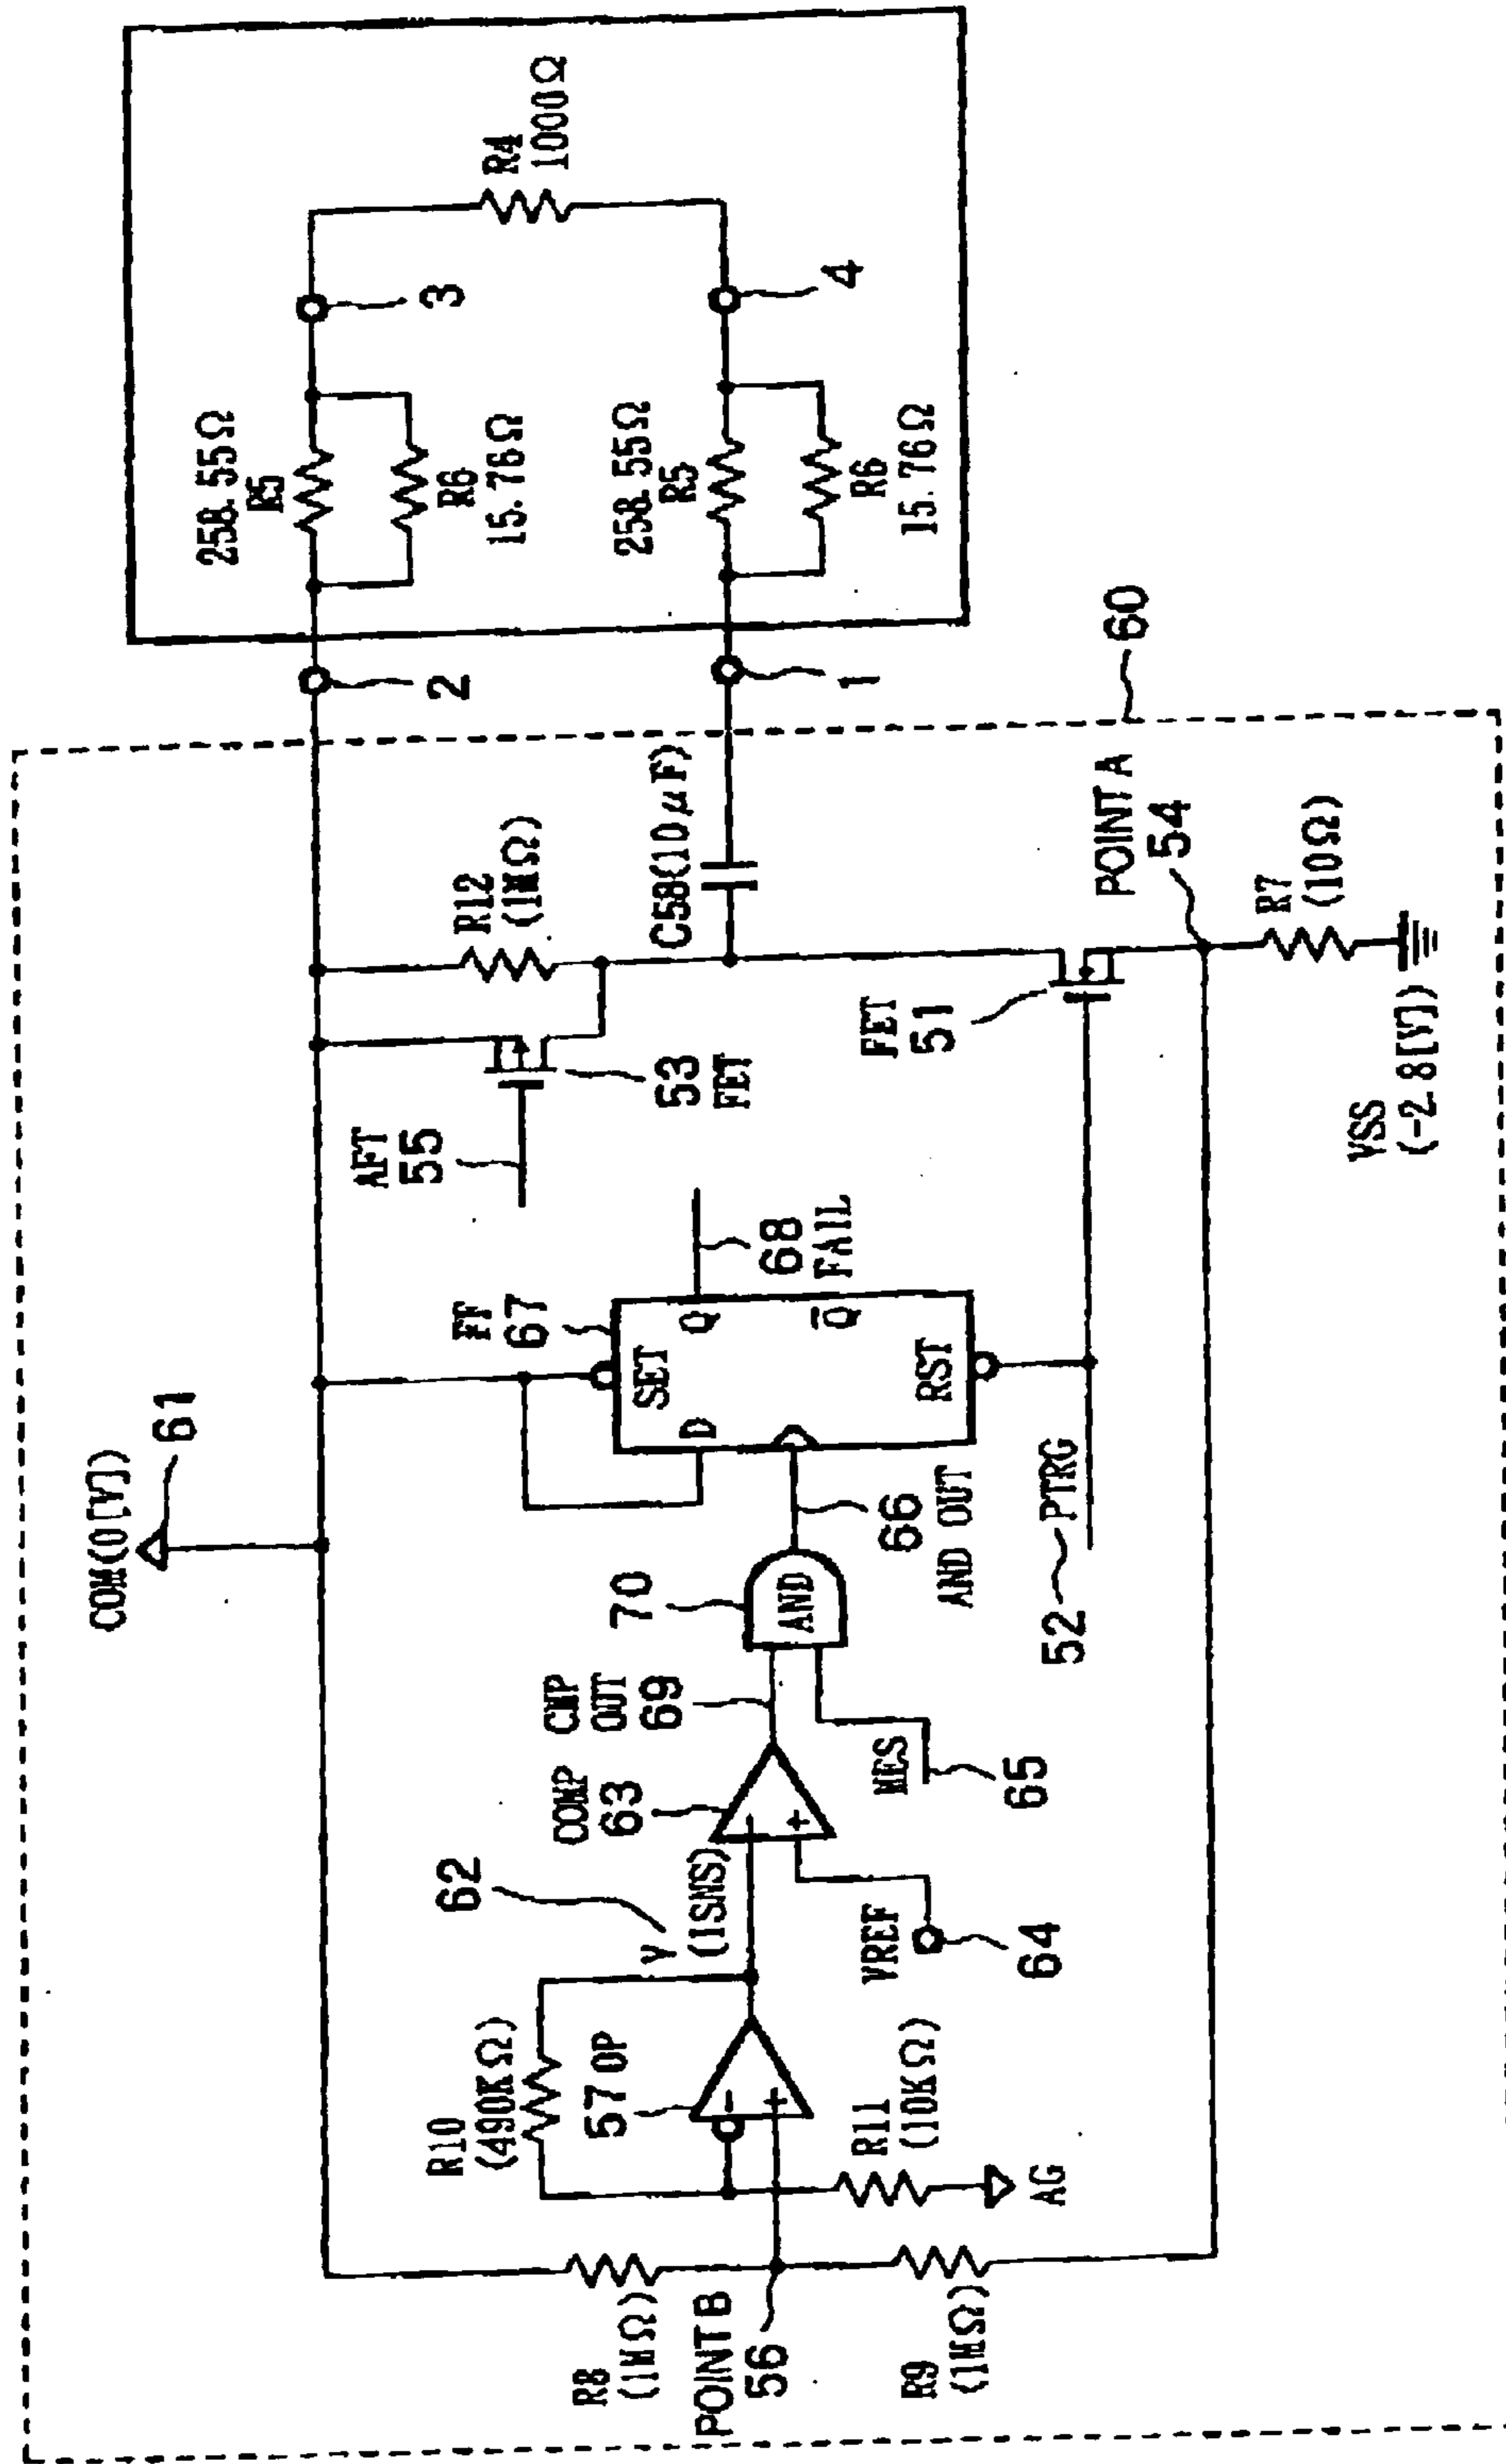 COM(0[V])
61
R8
(1MΩ)
POINT B
56
R9
(1MΩ)
R10
(490KΩ)
57 OP
-
+
R11
(10KΩ)
AG
62
V
(ISNS)
VREF
64
COMP
63
+
CMP
OUT
69
MES
65
70
AND
66
AND OUT
52
PTRG
FF
67
SET
D
Q
Q̅
RST
68
FAIL
AFT
55
53
FET
R12
(1MΩ)
C58(10μF)
FET
51
POINT A
54
R7
(10Ω)
VSS
(-2.8[V])
60
2
1
258.55Ω
R5
R6
15.76Ω
258.55Ω
R5
R6
15.76Ω
3
4
R4
1000Ω